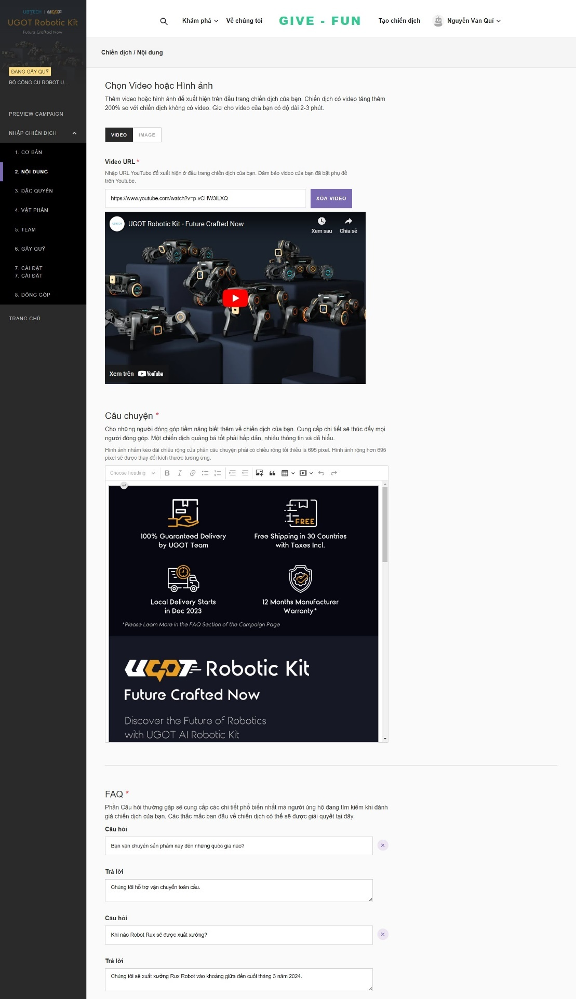 UBTECH | UGOT
UGOT Robotic Kit
Future Crafted Now
ĐANG GÂY QUỸ
BỘ CÔNG CỤ ROBOT U...
PREVIEW CAMPAIGN
NHẬP CHIẾN DỊCH
1. CƠ BẢN
2. NỘI DUNG
3. ĐẶC QUYỀN
4. VẬT PHẨM
5. TEAM
6. GÂY QUỸ
7. CÀI ĐẶT
7. CÀI ĐẶT
8. ĐÓNG GÓP
TRANG CHỦ
Khám phá
Về chúng tôi
GIVE - FUN
Tạo chiến dịch
Nguyễn Văn Quí
Chiến dịch / Nội dung
Chọn Video hoặc Hình ảnh
Thêm video hoặc hình ảnh để xuất hiện trên đầu trang chiến dịch của bạn. Chiến dịch có video tăng thêm
200% so với chiến dịch không có video. Giữ cho video của bạn có độ dài 2-3 phút.
VIDEO
IMAGE
Video URL *
Nhập URL YouTube để xuất hiện ở đầu trang chiến dịch của bạn. Đảm bảo video của bạn đã bật phụ đề
trên Youtube.
https://www.youtube.com/watch?v=p-vCHW3ILXQ
XÓA VIDEO
UBTECH
UGOT Robotic Kit - Future Crafted Now
Xem sau
Chia sẻ
Xem trên YouTube
Câu chuyện *
Cho những người đóng góp tiềm năng biết thêm về chiến dịch của bạn. Cung cấp chi tiết sẽ thúc đẩy mọi
người đóng góp. Một chiến dịch quảng bá tốt phải hấp dẫn, nhiều thông tin và dễ hiểu.
Hình ảnh nhằm kéo dài chiều rộng của phần câu chuyện phải có chiều rộng tối thiểu là 695 pixel. Hình ảnh rộng hơn 695
pixel sẽ được thay đổi kích thước tương ứng.
Choose heading
FREE
100% Guaranteed Delivery
by UGOT Team
Free Shipping in 30 Countries
with Taxes Incl.
Local Delivery Starts
in Dec 2023
12 Months Manufacturer
Warranty*
*Please Learn More in the FAQ Section of the Campaign Page
UGOT Robotic Kit
Future Crafted Now
Discover the Future of Robotics
with UGOT AI Robotic Kit
FAQ *
Phần Câu hỏi thường gặp sẽ cung cấp các chi tiết phổ biến nhất mà người ủng hộ đang tìm kiếm khi đánh
giá chiến dịch của bạn. Các thắc mắc ban đầu về chiến dịch có thể sẽ được giải quyết tại đây.
Câu hỏi
Bạn vận chuyển sản phẩm này đến những quốc gia nào?
Trả lời
Chúng tôi hỗ trợ vận chuyển toàn cầu.
Câu hỏi
Khi nào Robot Rux sẽ được xuất xưởng?
Trả lời
Chúng tôi sẽ xuất xưởng Rux Robot vào khoảng giữa đến cuối tháng 3 năm 2024.